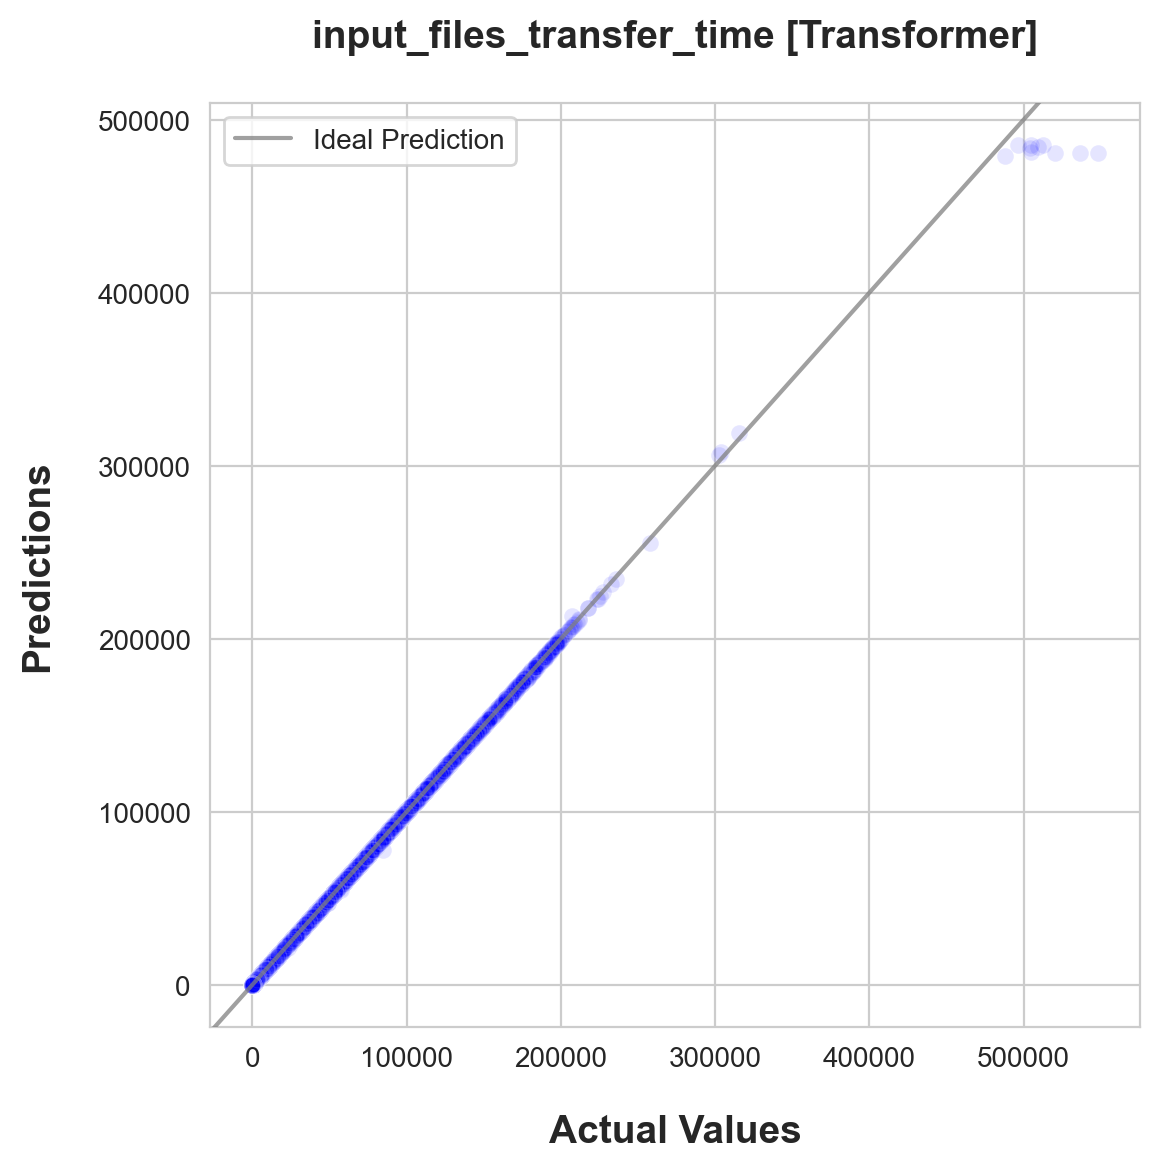 input_files_transfer_time [Transformer]
Ideal Prediction
500000
400000
300000
200000
100000
0
Predictions
0 100000 200000 300000 400000 500000
Actual Values